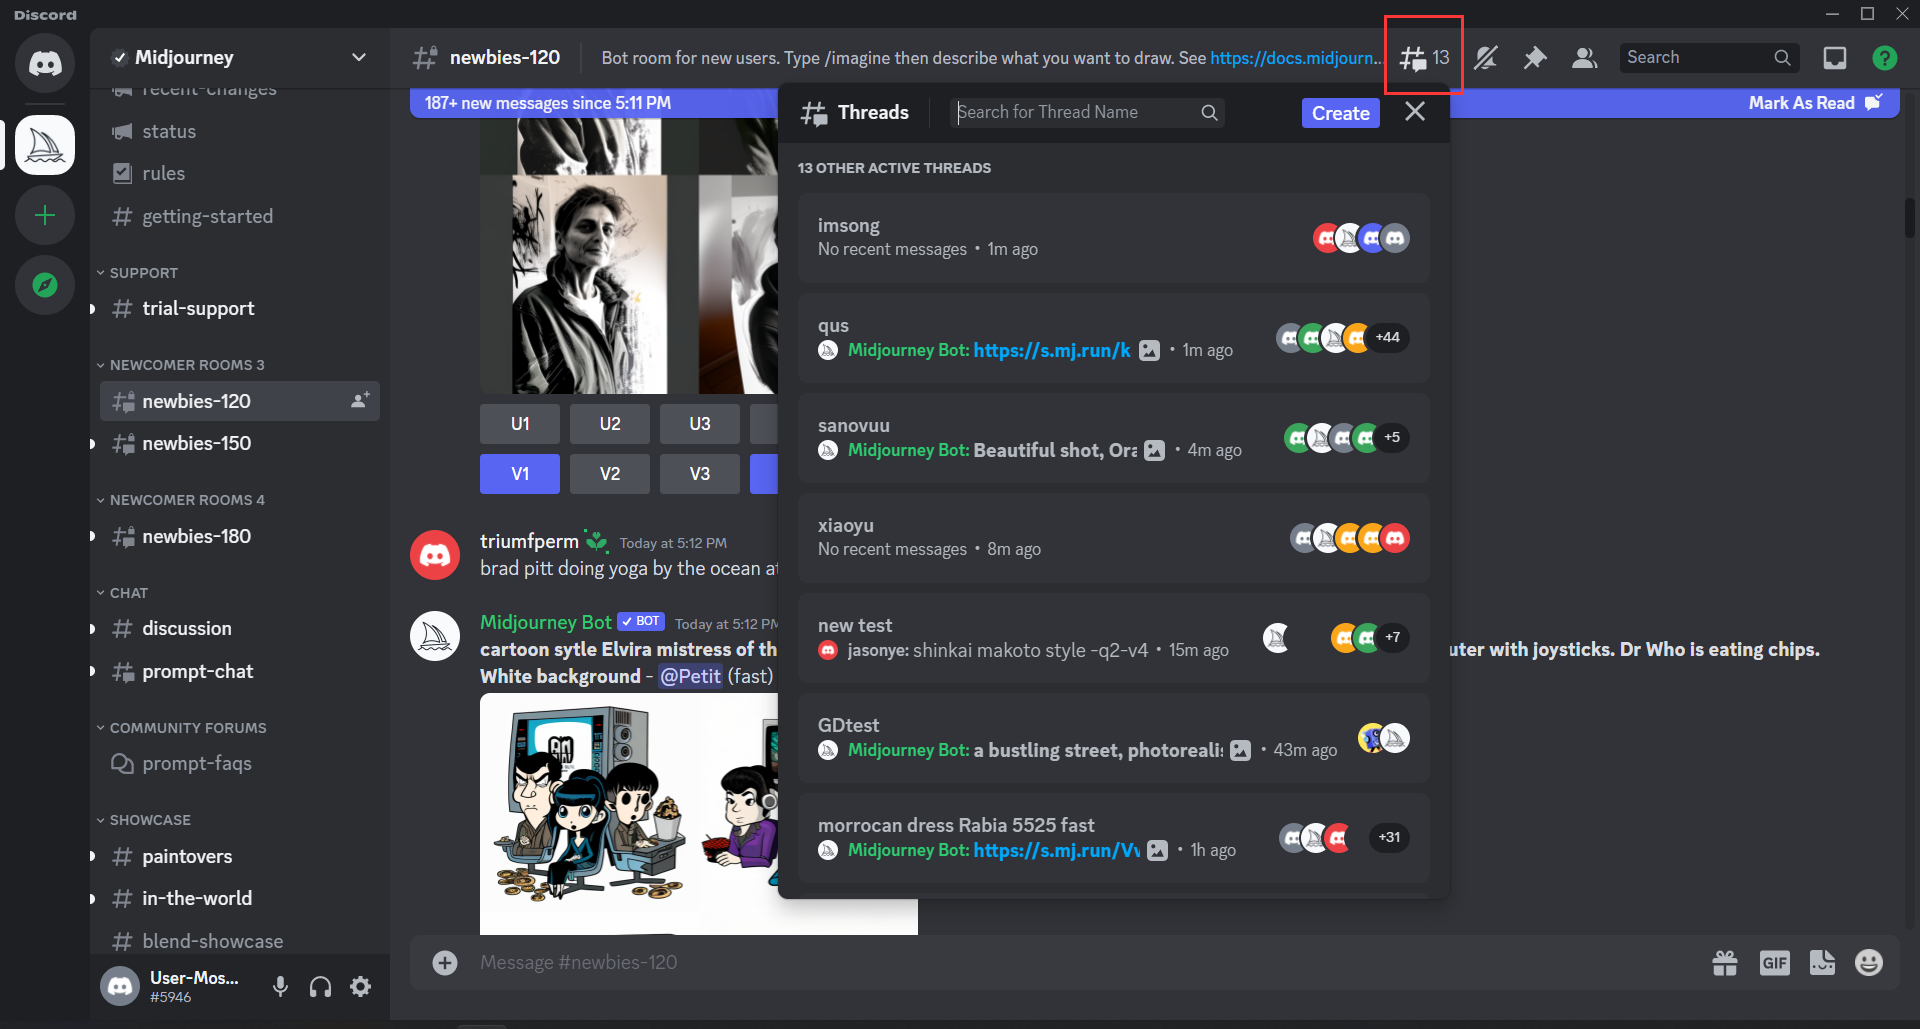 Discord
Midjourney
recent-changes
status
rules
getting-started
SUPPORT
trial-support
NEWCOMER ROOMS 3
newbies-120
newbies-150
NEWCOMER ROOMS 4
newbies-180
CHAT
discussion
prompt-chat
COMMUNITY FORUMS
prompt-faqs
SHOWCASE
paintovers
in-the-world
blend-showcase
User-Mos...
#5946
newbies-120
Bot room for new users. Type /imagine then describe what you want to draw. See https://docs.midjourn...
13
Search
187+ new messages since 5:11 PM
Mark As Read
U1 U2 U3
V1 V2 V3
triumfperm Today at 5:12 PM
brad pitt doing yoga by the ocean
Midjourney Bot BOT Today at 5:12 PM
cartoon sytle Elvira mistress of
uter with joysticks. Dr Who is eating chips.
White background - @Petit (fast)
Threads
Search for Thread Name
Create
13 OTHER ACTIVE THREADS
imsong
No recent messages • 1m ago
qus
Midjourney Bot: https://s.mj.run/k • 1m ago
+44
sanovuu
Midjourney Bot: Beautiful shot, Ora • 4m ago
+5
xiaoyu
No recent messages • 8m ago
new test
jasonye: shinkai makoto style -q2-v4 • 15m ago
+7
GDtest
Midjourney Bot: a bustling street, photorealis • 43m ago
morrocan dress Rabia 5525 fast
Midjourney Bot: https://s.mj.run/Vv • 1h ago
+31
Message #newbies-120
GIF